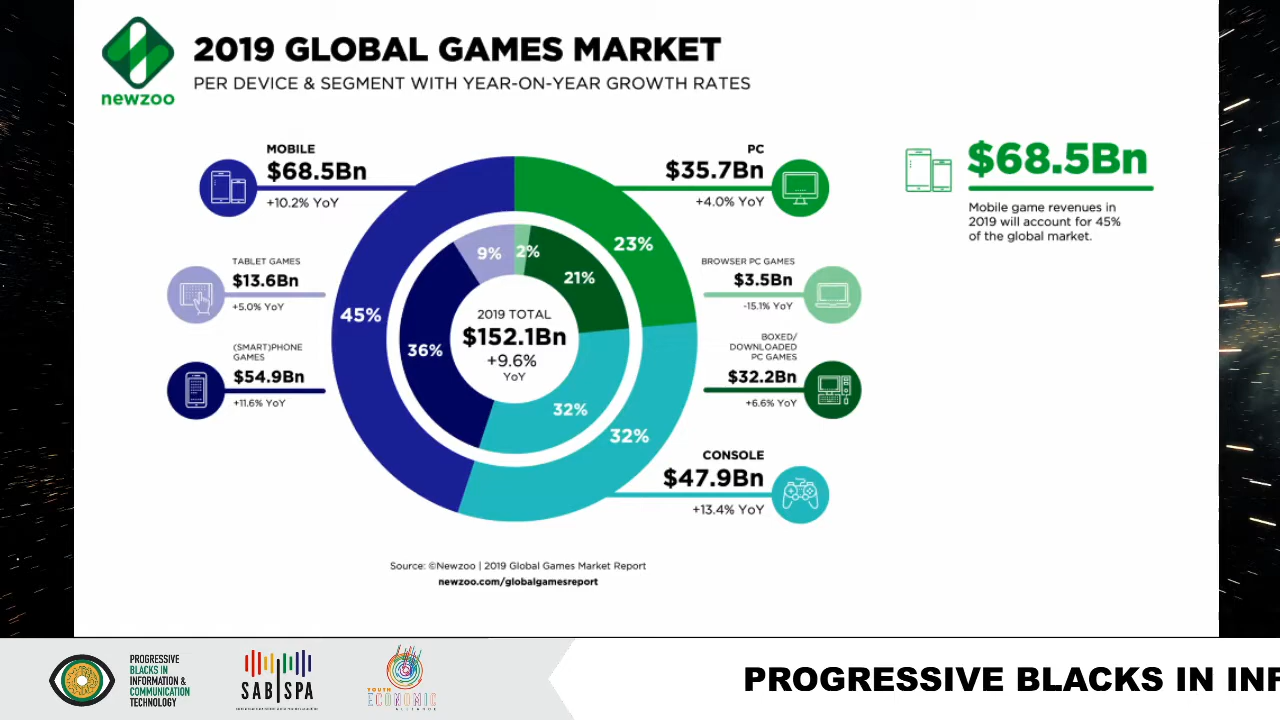 newzoo
2019 GLOBAL GAMES MARKET
PER DEVICE & SEGMENT WITH YEAR-ON-YEAR GROWTH RATES
MOBILE
$68.5Bn
+10.2% YoY
TABLET GAMES
$13.6Bn
+5.0% YoY
(SMART)PHONE
GAMES
$54.9Bn
+11.6% YoY
45%
36%
9%
2%
21%
23%
32%
32%
2019 TOTAL
$152.1Bn
+9.6%
YoY
PC
$35.7Bn
+4.0% YoY
BROWSER PC GAMES
$3.5Bn
-15.1% YoY
BOXED/
DOWNLOADED
PC GAMES
$32.2Bn
+6.6% YoY
CONSOLE
$47.9Bn
+13.4% YoY
$68.5Bn
Mobile game revenues in
2019 will account for 45%
of the global market.
Source: ©Newzoo | 2019 Global Games Market Report
newzoo.com/globalgamesreport
PROGRESSIVE
BLACKS IN
INFORMATION &
COMMUNICATION
TECHNOLOGY
SABSPA
YOUTH
ECONOMIC
PROGRESSIVE BLACKS IN INF